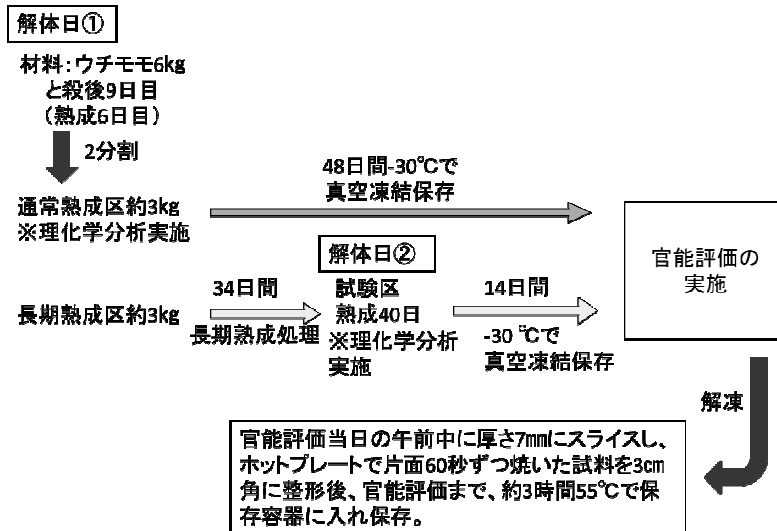 解体日①
材料：ウチモモ6kg
と殺後9日目
（熟成6日目）
2分割
48日間-30℃で
真空凍結保存
通常熟成区約3kg
※理化学分析実施
官能評価の
実施
解体日②
34日間
試験区
14日間
長期熟成区約3kg
熟成40日
長期熟成処理
※理化学分析
実施
-30 ℃で
真空凍結保存
解凍
官能評価当日の午前中に厚さ7㎜にスライスし、
ホットプレートで片面60秒ずつ焼いた試料を3㎝
角に整形後、官能評価まで、約3時間55℃で保
存容器に入れ保存。